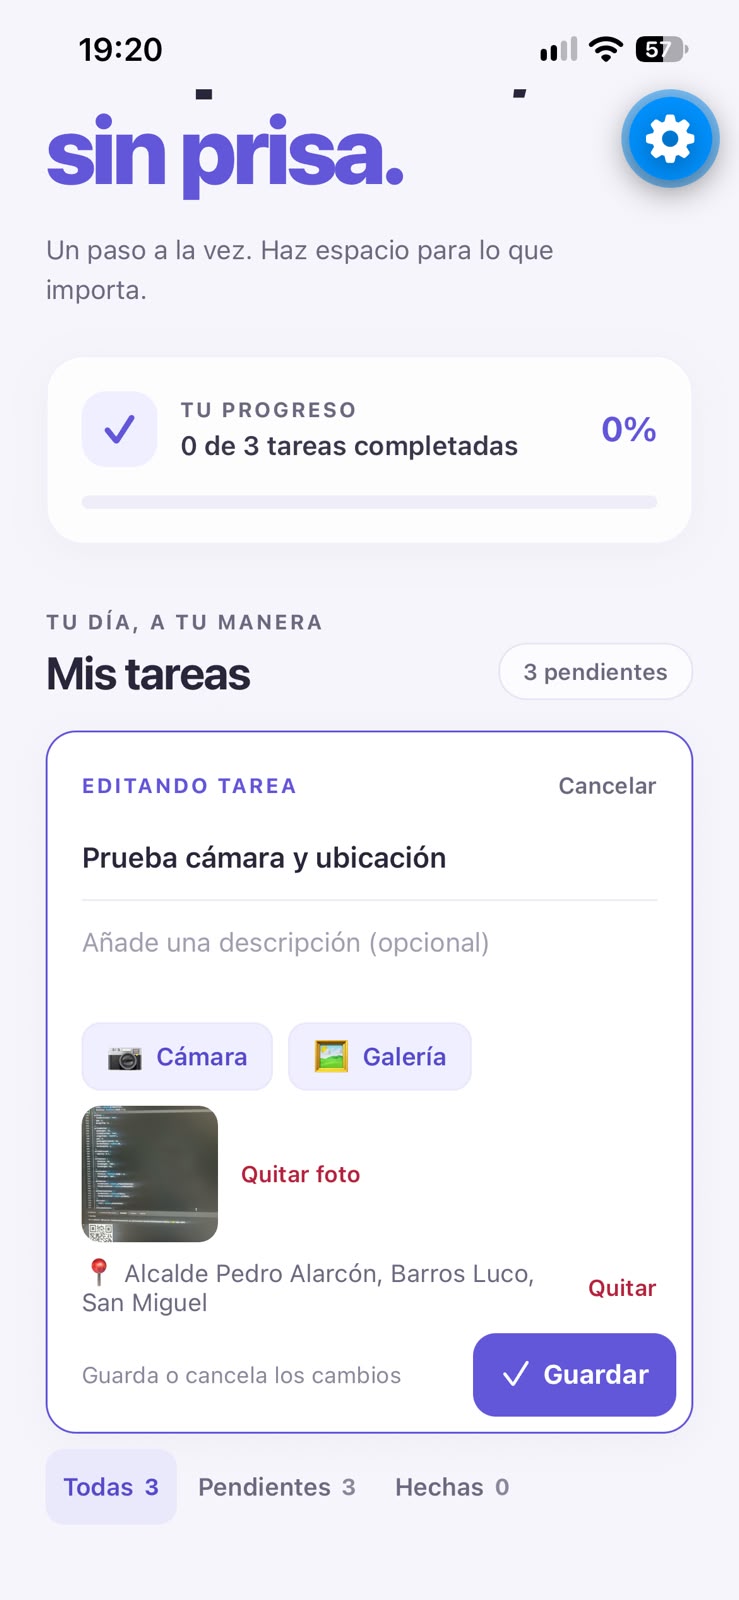 19:20
57
sin prisa.
Un paso a la vez. Haz espacio para lo que
importa.
TU PROGRESO
0 de 3 tareas completadas
0%
TU DÍA, A TU MANERA
Mis tareas
3 pendientes
EDITANDO TAREA
Cancelar
Prueba cámara y ubicación
Añade una descripción (opcional)
Cámara
Galería
Quitar foto
Alcalde Pedro Alarcón, Barros Luco,
San Miguel
Quitar
Guarda o cancela los cambios
Guardar
Todas 3
Pendientes 3
Hechas 0